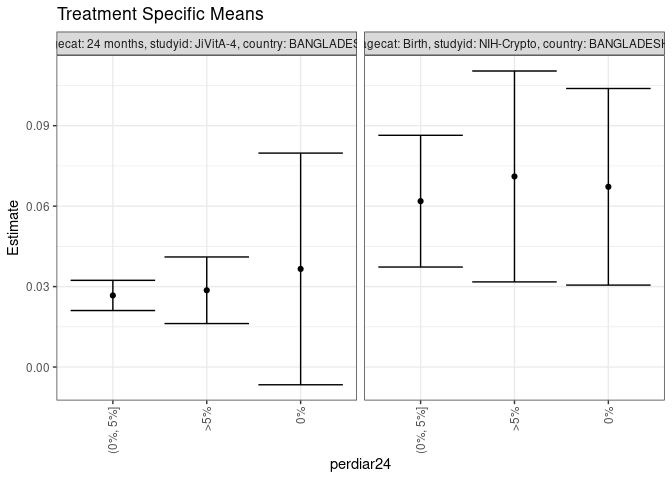 Treatment Specific Means
agecat: 24 months, studyid: JiVitA-4, country: BANGLADESH
agecat: Birth, studyid: NIH-Crypto, country: BANGLADESH
Estimate
0.09
0.06
0.03
0.00
(0%, 5%]
>5%
0%
(0%, 5%]
>5%
0%
perdiar24